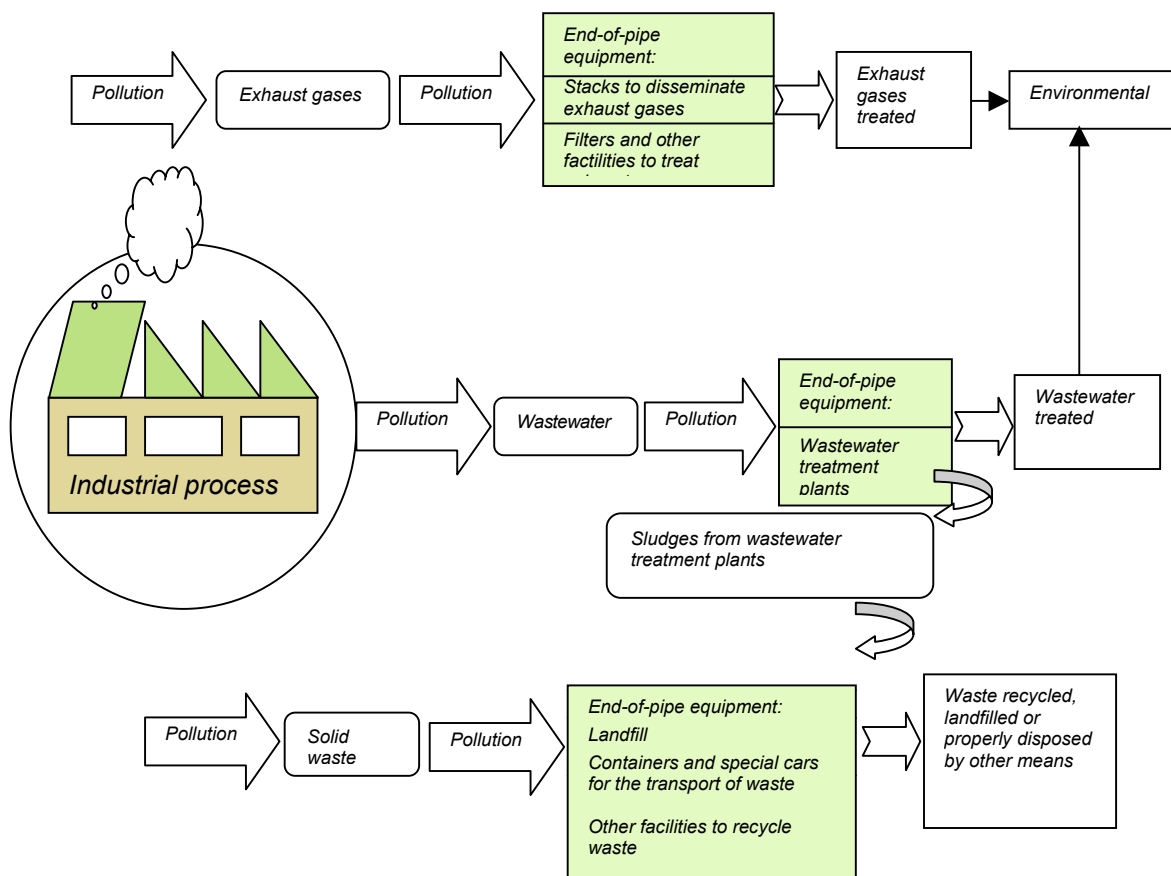 Pollution
Exhaust gases
Pollution
End-of-pipe
equipment:
Stacks to disseminate
exhaust gases
Filters and other
factilities to treat
Exhaust
gases
treated
Environmental
Industrial process
Pollution
Wastewater
Pollution
End-of-pipe
equipment:
Wastewater
treatment
plants
Wastewater
treated
Sludges from wastewater
treatment plants
Pollution
Solid
waste
Pollution
End-of-pipe equipment:
Landfill
Containers and special cars
for the transport of waste
Other facilities to recycle
waste
Waste recycled,
landfilled or
properly disposed
by other means